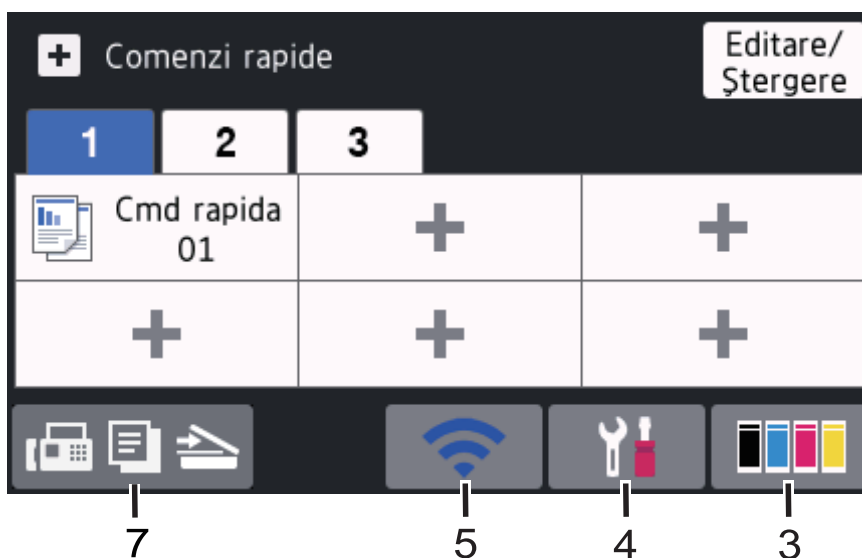 Comenzi rapide
Editare/
Ştergere
1 2 3
Cmd rapida
01
7 5 4 3